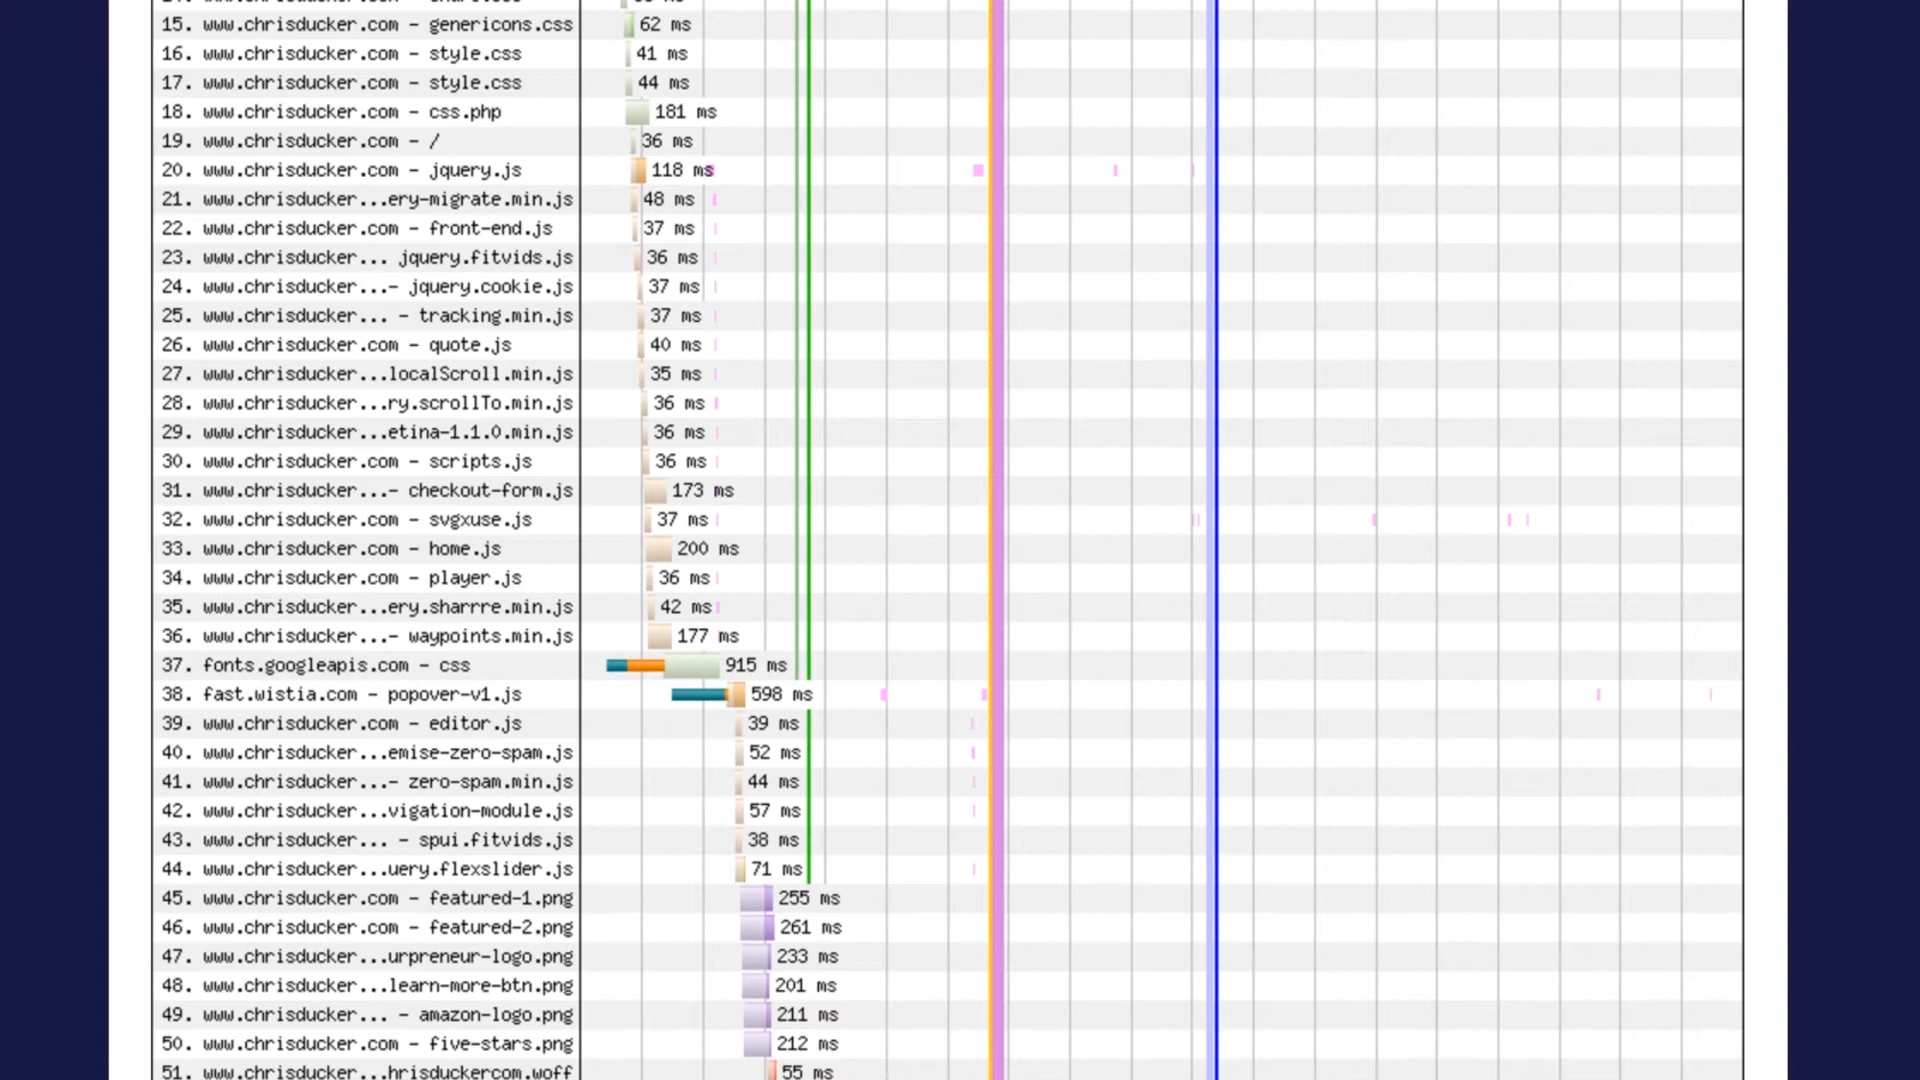 15. www.chrisducker.com - genericons.css 62 ms
16. www.chrisducker.com - style.css 41 ms
17. www.chrisducker.com - style.css 44 ms
18. www.chrisducker.com - css.php 181 ms
19. www.chrisducker.com - / 36 ms
20. www.chrisducker.com - jquery.js 118 ms
21. www.chrisducker...ery-migrate.min.js 48 ms
22. www.chrisducker.com - front-end.js 37 ms
23. www.chrisducker... jquery.fitvids.js 36 ms
24. www.chrisducker...- jquery.cookie.js 37 ms
25. www.chrisducker... - tracking.min.js 37 ms
26. www.chrisducker.com - quote.js 40 ms
27. www.chrisducker...localScroll.min.js 35 ms
28. www.chrisducker...ry.scrollTo.min.js 36 ms
29. www.chrisducker...etina-1.1.0.min.js 36 ms
30. www.chrisducker.com - scripts.js 36 ms
31. www.chrisducker...- checkout-form.js 173 ms
32. www.chrisducker.com - svgxuse.js 37 ms
33. www.chrisducker.com - home.js 200 ms
34. www.chrisducker.com - player.js 36 ms
35. www.chrisducker...ery.sharrre.min.js 42 ms
36. www.chrisducker...- waypoints.min.js 177 ms
37. fonts.googleapis.com - css 915 ms
38. fast.wistia.com - popover-v1.js 598 ms
39. www.chrisducker.com - editor.js 39 ms
40. www.chrisducker...emise-zero-spam.js 52 ms
41. www.chrisducker...- zero-spam.min.js 44 ms
42. www.chrisducker...vigation-module.js 57 ms
43. www.chrisducker... - spui.fitvids.js 38 ms
44. www.chrisducker...uery.flexslider.js 71 ms
45. www.chrisducker.com - featured-1.png 255 ms
46. www.chrisducker.com - featured-2.png 261 ms
47. www.chrisducker...urpreneur-logo.png 233 ms
48. www.chrisducker...learn-more-btn.png 201 ms
49. www.chrisducker... - amazon-logo.png 211 ms
50. www.chrisducker.com - five-stars.png 212 ms
51. www.chrisducker...hrisduckercom.woff 55 ms